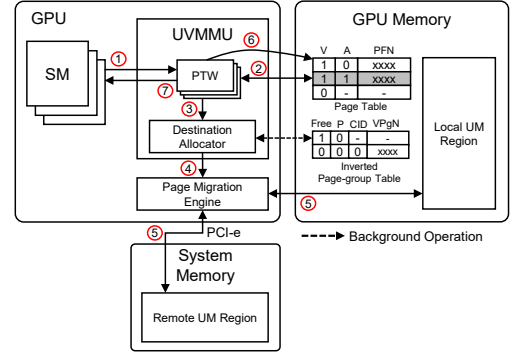 GPU
UVMMU
GPU Memory
SM
①
⑦
PTW
⑥
②
V A PFN
1 0 xxxx
1 1 xxxx
0 - -
Page Table
③
Destination
Allocator
Free P CID VPgN
1 0 - -
0 0 0 xxxx
Inverted
Page-group Table
Local UM
Region
④
Page Migration
Engine
⑤
⑤
PCI-e
Background Operation
System
Memory
Remote UM Region